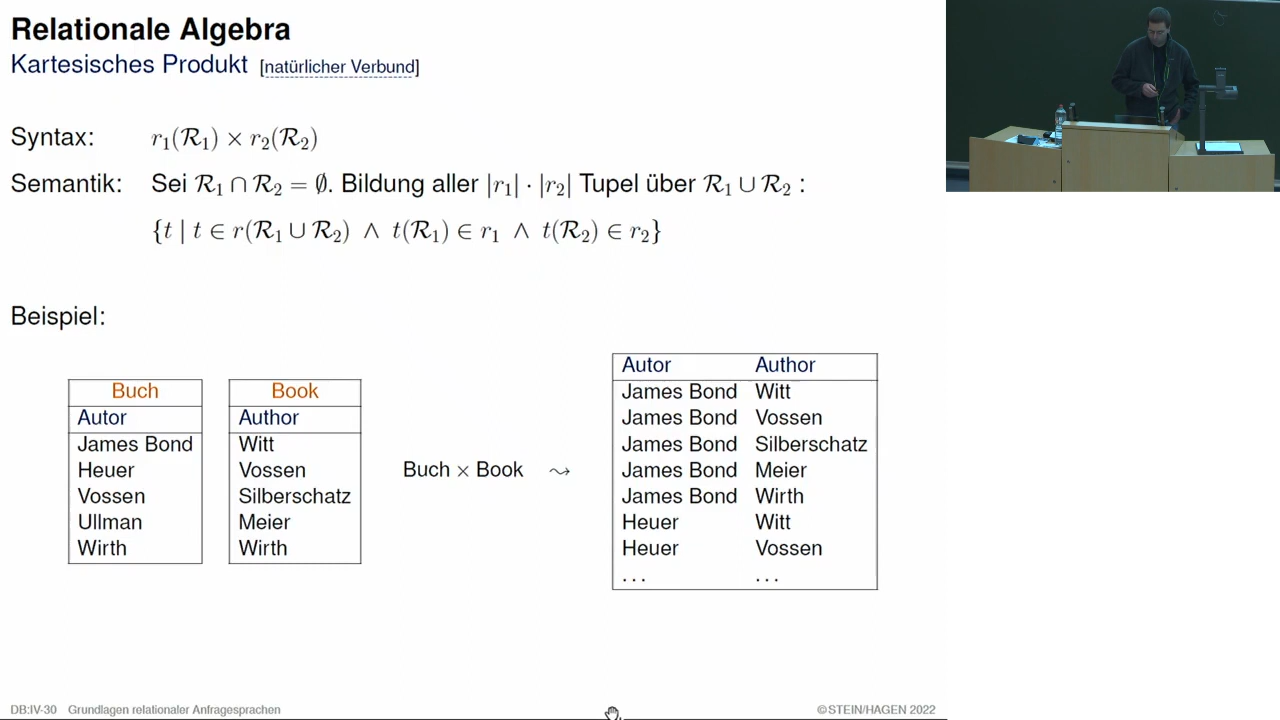 Relationale Algebra
Kartesisches Produkt [natürlicher Verbund]
Syntax: r₁(ℛ₁) × r₂(ℛ₂)
Semantik: Sei ℛ₁ ∩ ℛ₂ = ∅. Bildung aller |r₁| · |r₂| Tupel über ℛ₁ ∪ ℛ₂ :
{t | t ∈ r(ℛ₁ ∪ ℛ₂) ∧ t(ℛ₁) ∈ r₁ ∧ t(ℛ₂) ∈ r₂}
Beispiel:
Buch
Autor
James Bond
Heuer
Vossen
Ullman
Wirth
Book
Author
Witt
Vossen
Silberschatz
Meier
Wirth
Buch × Book ⤳
Autor Author
James Bond Witt
James Bond Vossen
James Bond Silberschatz
James Bond Meier
James Bond Wirth
Heuer Witt
Heuer Vossen
... ...
DB:IV-30 Grundlagen relationaler Anfragesprachen ©STEIN/HAGEN 2022